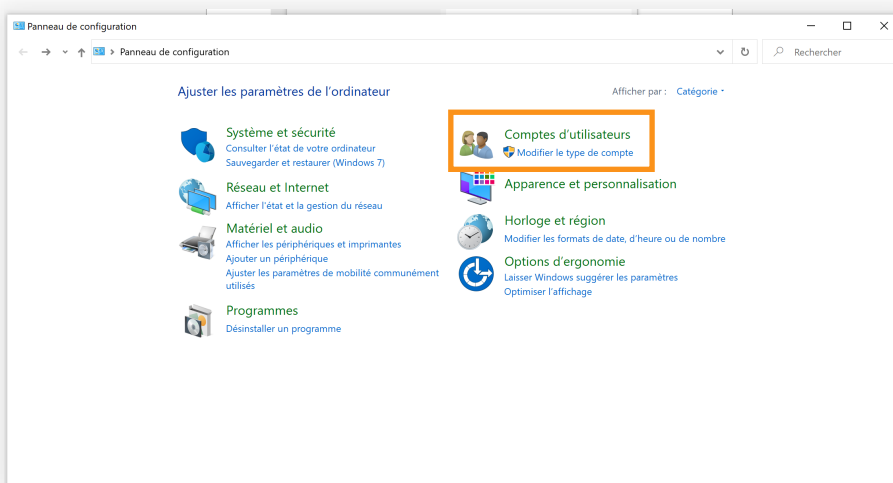 Panneau de configuration
Panneau de configuration
Rechercher
Ajuster les paramètres de l'ordinateur
Afficher par : Catégorie
Système et sécurité
Consulter l'état de votre ordinateur
Sauvegarder et restaurer (Windows 7)
Réseau et Internet
Afficher l'état et la gestion du réseau
Matériel et audio
Afficher les périphériques et imprimantes
Ajouter un périphérique
Ajuster les paramètres de mobilité communément
utilisés
Programmes
Désinstaller un programme
Comptes d'utilisateurs
Modifier le type de compte
Apparence et personnalisation
Horloge et région
Modifier les formats de date, d'heure ou de nombre
Options d'ergonomie
Laisser Windows suggérer les paramètres
Optimiser l'affichage